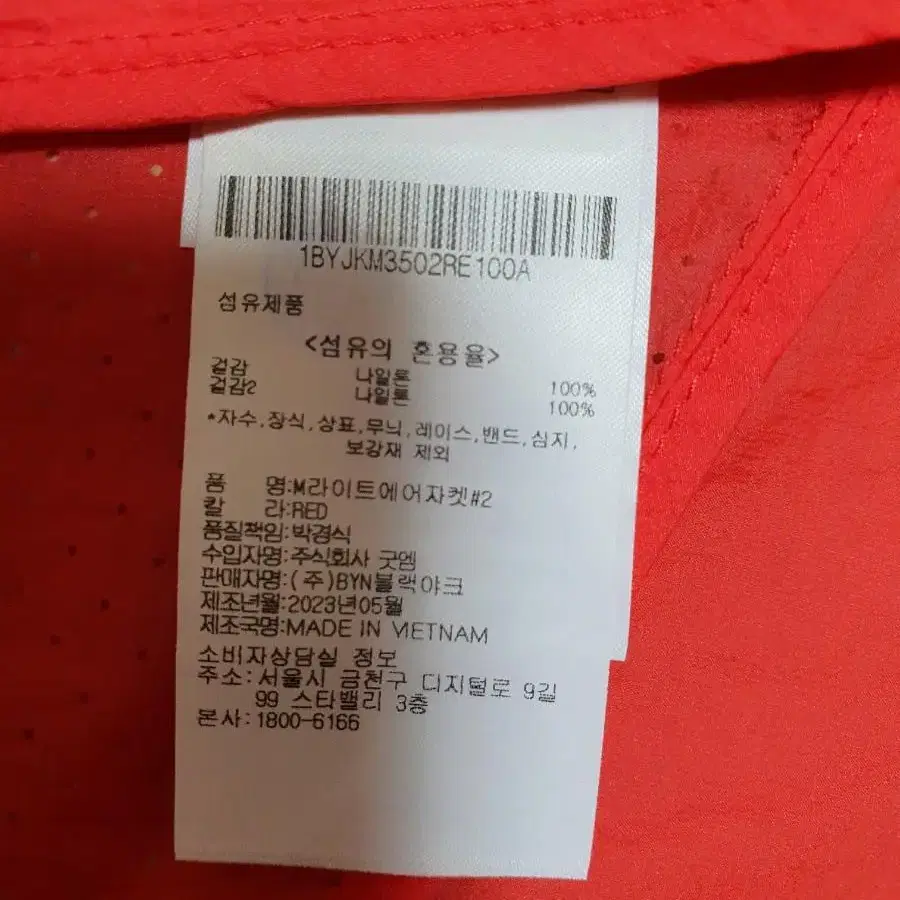 1BYJKM3502RE100A
섬유제품
<섬유의 혼용율>
겉감 나일론 100%
겉감2 나일론 100%
*자수,장식,상표,무늬,레이스,밴드,심지,
보강재 제외
품 명:M라이트에어자켓#2
칼 라:RED
품질책임:박경식
수입자명:주식회사 굿엠
판매자명:(주)BYN블랙야크
제조년월:2023년05월
제조국명:MADE IN VIETNAM
소비자상담실 정보
주소:서울시 금천구 디지털로 9길
99 스타밸리 3층
본사:1800-6166